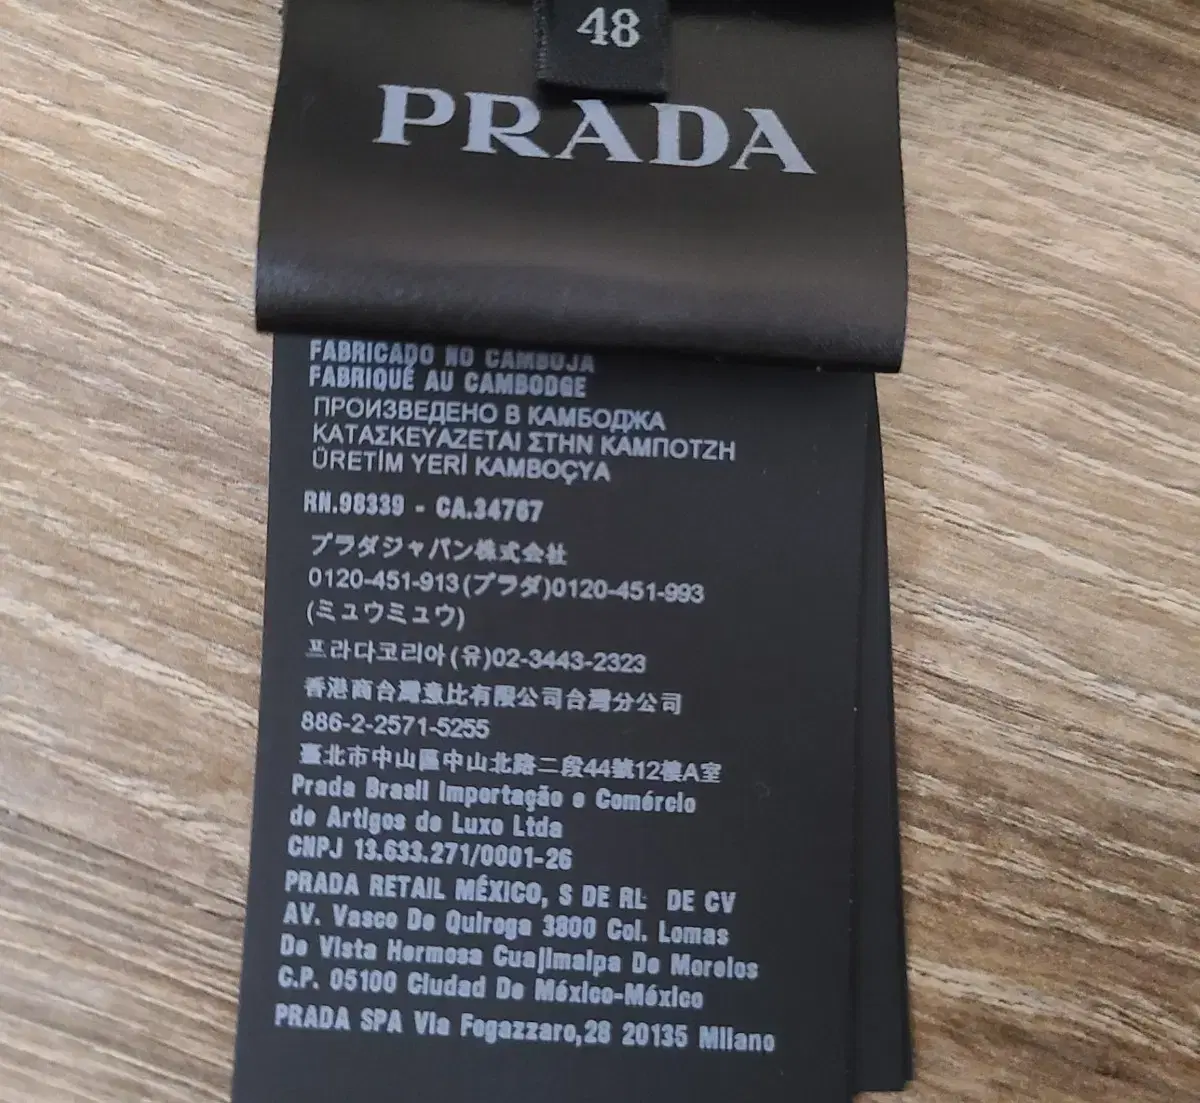 48
PRADA
FABRICADO NO CAMBOJA
FABRIQUÉ AU CAMBODGE
ПРОИЗВЕДЕНО В КАМБОДЖА
ΚΑΤΑΣΚΕΥΑΖΕΤΑΙ ΣΤΗΝ ΚΑΜΠΟΤΖΗ
ÜRETİM YERİ KAMBOÇYA
RN.98339 - CA.34767
プラダジャパン株式会社
0120-451-913(プラダ)0120-451-993
(ミュウミュウ)
프라다코리아(유)02-3443-2323
香港商台灣意比有限公司台灣分公司
886-2-2571-5255
臺北市中山區中山北路二段44號12樓A室
Prada Brasil Importação e Comércio
de Artigos de Luxo Ltda
CNPJ 13.633.271/0001-26
PRADA RETAIL MÉXICO, S DE RL DE CV
AV. Vasco De Quiroga 3800 Col. Lomas
De Vista Hermosa Cuajimalpa De Morelos
C.P. 05100 Ciudad De México-México
PRADA SPA Via Fogazzaro,28 20135 Milano